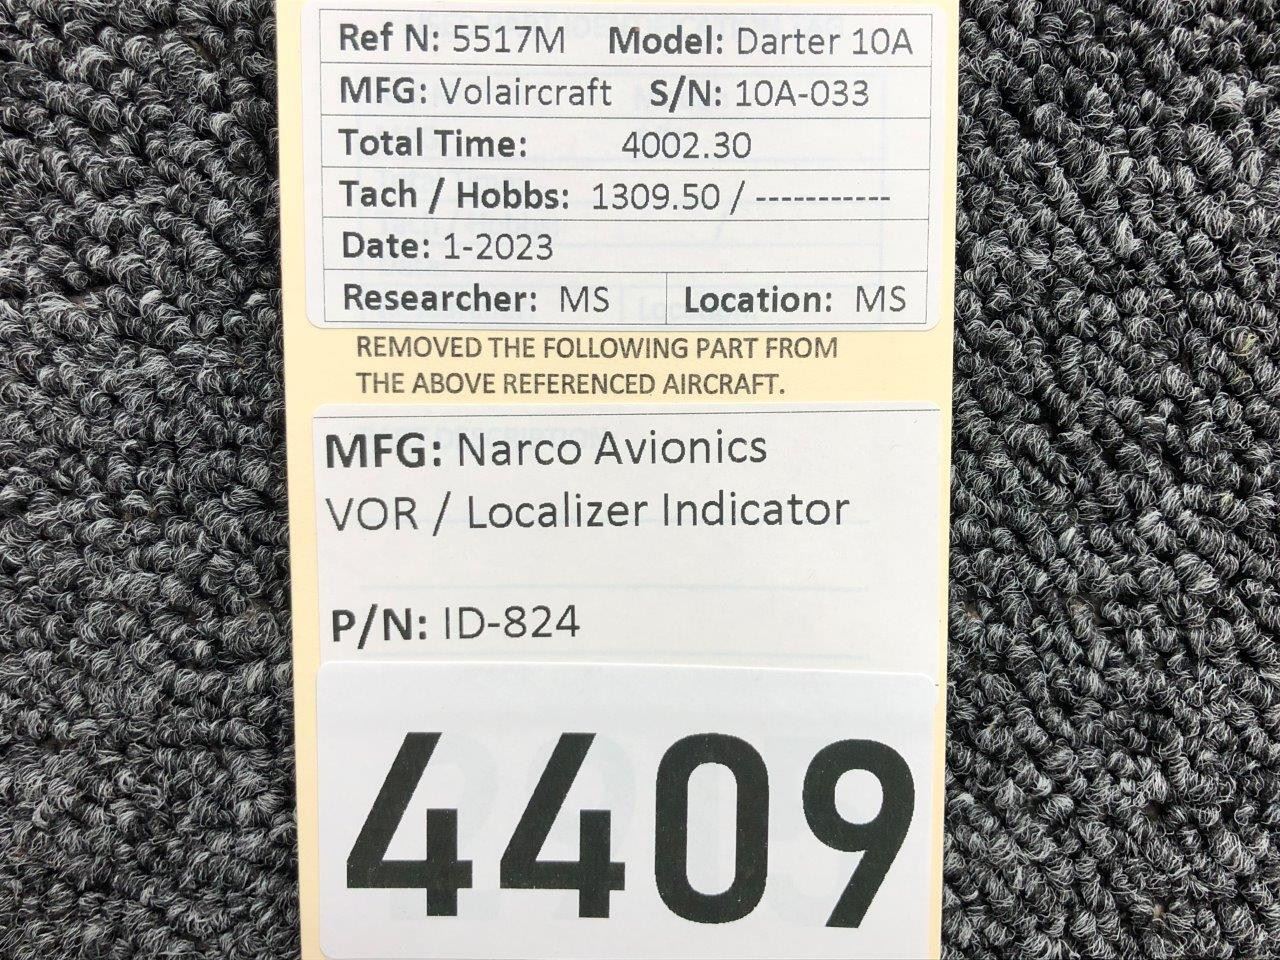 Ref N: 5517M Model: Darter 10A
MFG: Volaircraft S/N: 10A-033
Total Time: 4002.30
Tach / Hobbs: 1309.50 / -----------
Date: 1-2023
Researcher: MS Location: MS
REMOVED THE FOLLOWING PART FROM
THE ABOVE REFERENCED AIRCRAFT.
MFG: Narco Avionics
VOR / Localizer Indicator
P/N: ID-824
4409